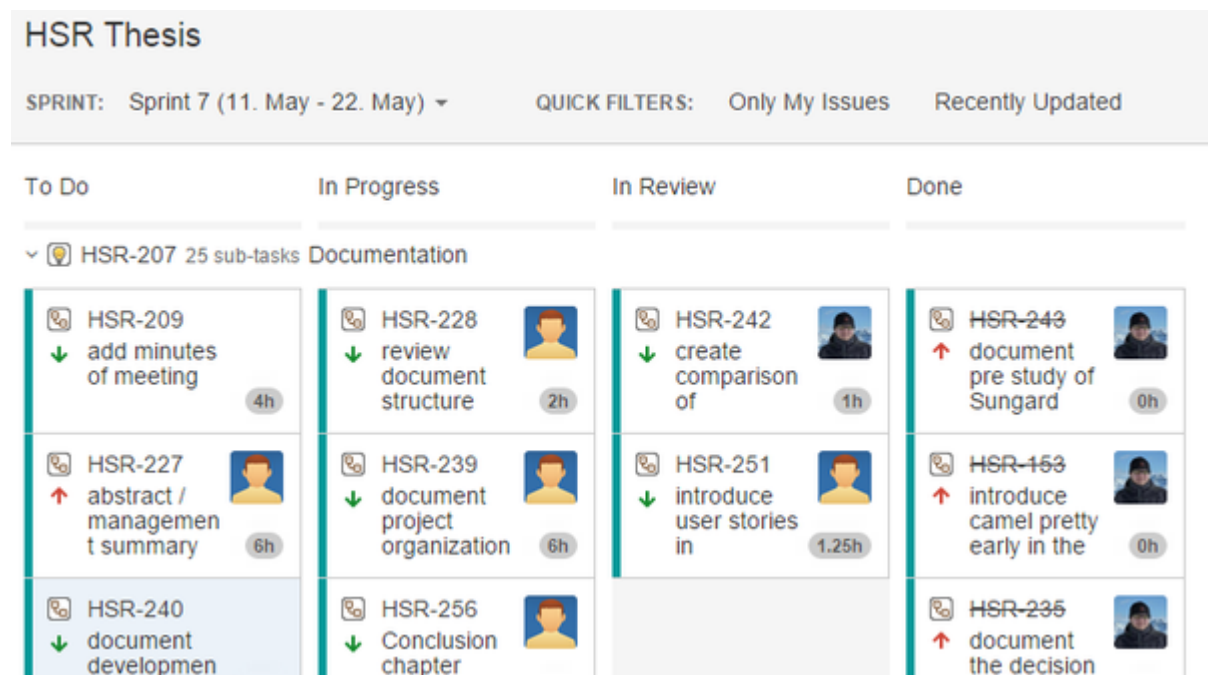 HSR Thesis
SPRINT: Sprint 7 (11. May - 22. May) QUICK FILTERS: Only My Issues Recently Updated
To Do In Progress In Review Done
HSR-207 25 sub-tasks Documentation
HSR-209
add minutes
of meeting
4h
HSR-227
abstract /
managemen
t summary
6h
HSR-240
document
developmen
HSR-228
review
document
structure
2h
HSR-239
document
project
organization
6h
HSR-256
Conclusion
chapter
HSR-242
create
comparison
of
1h
HSR-251
introduce
user stories
in
1.25h
HSR-243
document
pre study of
Sungard
0h
HSR-153
introduce
camel pretty
early in the
0h
HSR-235
document
the decision